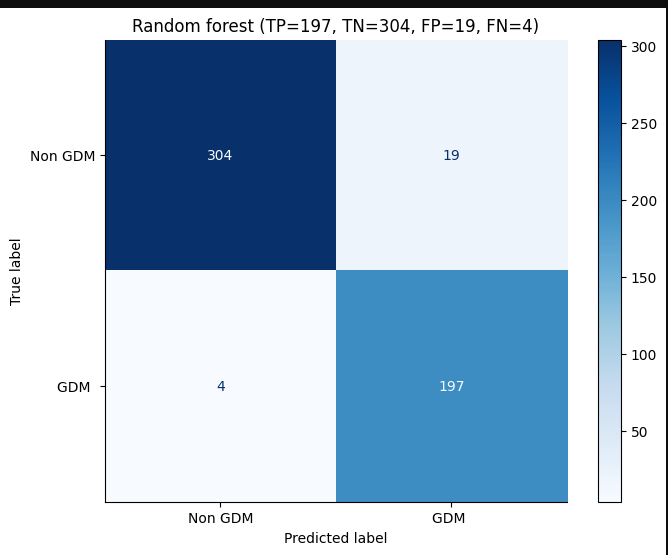 Random forest (TP=197, TN=304, FP=19, FN=4)
True label
Non GDM
GDM
304
19
4
197
Non GDM
GDM
Predicted label
300
250
200
150
100
50